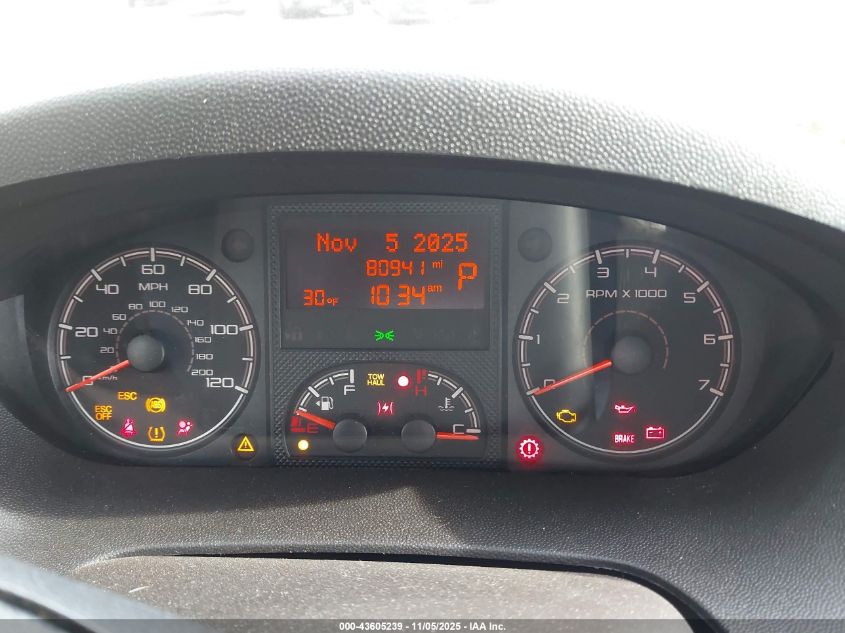 Nov 5 2025
80941 mi
P
30 °F
10:34 am
0 20 40 60 80 100 120
MPH
20 40 60 80 100 120 140 160 180 200
km/h
ESC
ESC OFF
F
E
TOW HAUL
H
C
0 1 2 3 4 5 6 7
RPM X 1000
BRAKE
000-43605239 - 11/05/2025 - IAA Inc.